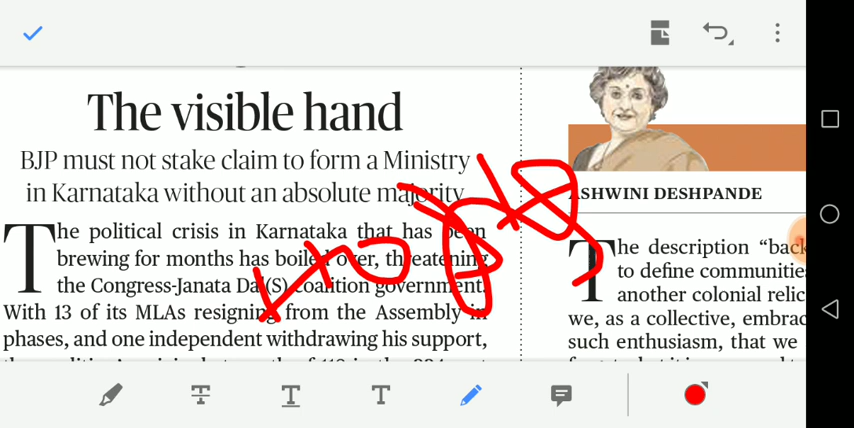 The visible hand
BJP must not stake claim to form a Ministry
in Karnataka without an absolute majority
The political crisis in Karnataka that has been
brewing for months has boiled over, threatening
the Congress-Janata Dal(S) coalition government.
With 13 of its MLAs resigning from the Assembly in
phases, and one independent withdrawing his support,
ASHWINI DESHPANDE
The description “back
to define communities
another colonial relic
we, as a collective, embrac
such enthusiasm, that we